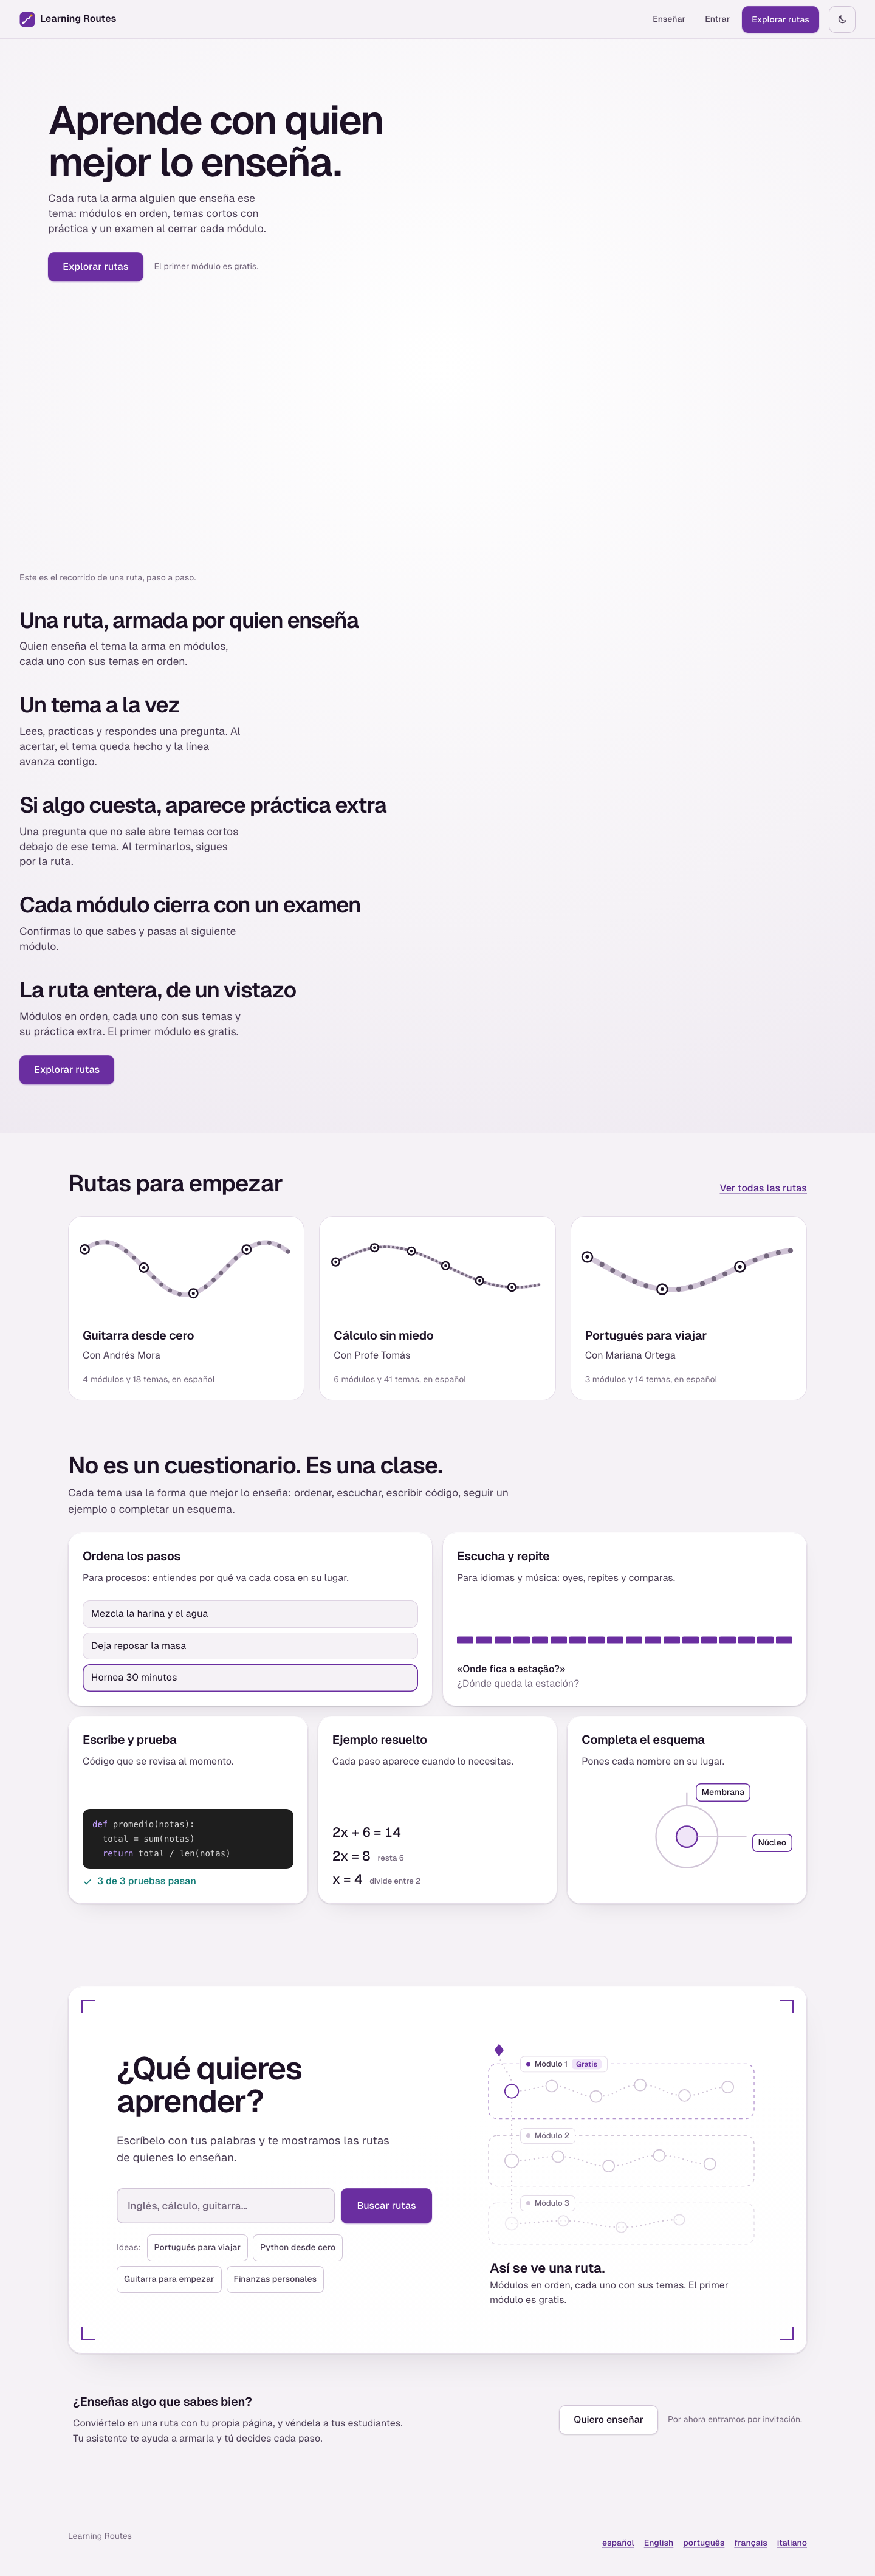 Learning Routes
Enseñar
Entrar
Explorar rutas
Aprende con quien
mejor lo enseña.
Cada ruta la arma alguien que enseña ese
tema: módulos en orden, temas cortos con
práctica y un examen al cerrar cada módulo.
Explorar rutas
El primer módulo es gratis.
Este es el recorrido de una ruta, paso a paso.
Una ruta, armada por quien enseña
Quien enseña el tema la arma en módulos,
cada uno con sus temas en orden.
Un tema a la vez
Lees, practicas y respondes una pregunta. Al
acertar, el tema queda hecho y la línea
avanza contigo.
Si algo cuesta, aparece práctica extra
Una pregunta que no sale abre temas cortos
debajo de ese tema. Al terminarlos, sigues
por la ruta.
Cada módulo cierra con un examen
Confirmas lo que sabes y pasas al siguiente
módulo.
La ruta entera, de un vistazo
Módulos en orden, cada uno con sus temas y
su práctica extra. El primer módulo es gratis.
Explorar rutas
Rutas para empezar
Ver todas las rutas
Guitarra desde cero
Con Andrés Mora
4 módulos y 18 temas, en español
Cálculo sin miedo
Con Profe Tomás
6 módulos y 41 temas, en español
Portugués para viajar
Con Mariana Ortega
3 módulos y 14 temas, en español
No es un cuestionario. Es una clase.
Cada tema usa la forma que mejor lo enseña: ordenar, escuchar, escribir código, seguir un
ejemplo o completar un esquema.
Ordena los pasos
Para procesos: entiendes por qué va cada cosa en su lugar.
Mezcla la harina y el agua
Deja reposar la masa
Hornea 30 minutos
Escucha y repite
Para idiomas y música: oyes, repites y comparas.
«Onde fica a estação?»
¿Dónde queda la estación?
Escribe y prueba
Código que se revisa al momento.
def promedio(notas):
total = sum(notas)
return total / len(notas)
3 de 3 pruebas pasan
Ejemplo resuelto
Cada paso aparece cuando lo necesitas.
2x + 6 = 14
2x = 8 resta 6
x = 4 divide entre 2
Completa el esquema
Pones cada nombre en su lugar.
Membrana
Núcleo
¿Qué quieres
aprender?
Escríbelo con tus palabras y te mostramos las rutas
de quienes lo enseñan.
Inglés, cálculo, guitarra...
Buscar rutas
Ideas:
Portugués para viajar
Python desde cero
Guitarra para empezar
Finanzas personales
Módulo 1 Gratis
Módulo 2
Módulo 3
Así se ve una ruta.
Módulos en orden, cada uno con sus temas. El primer
módulo es gratis.
¿Enseñas algo que sabes bien?
Conviértelo en una ruta con tu propia página, y véndela a tus estudiantes.
Tu asistente te ayuda a armarla y tú decides cada paso.
Quiero enseñar
Por ahora entramos por invitación.
Learning Routes
español
English
português
français
italiano